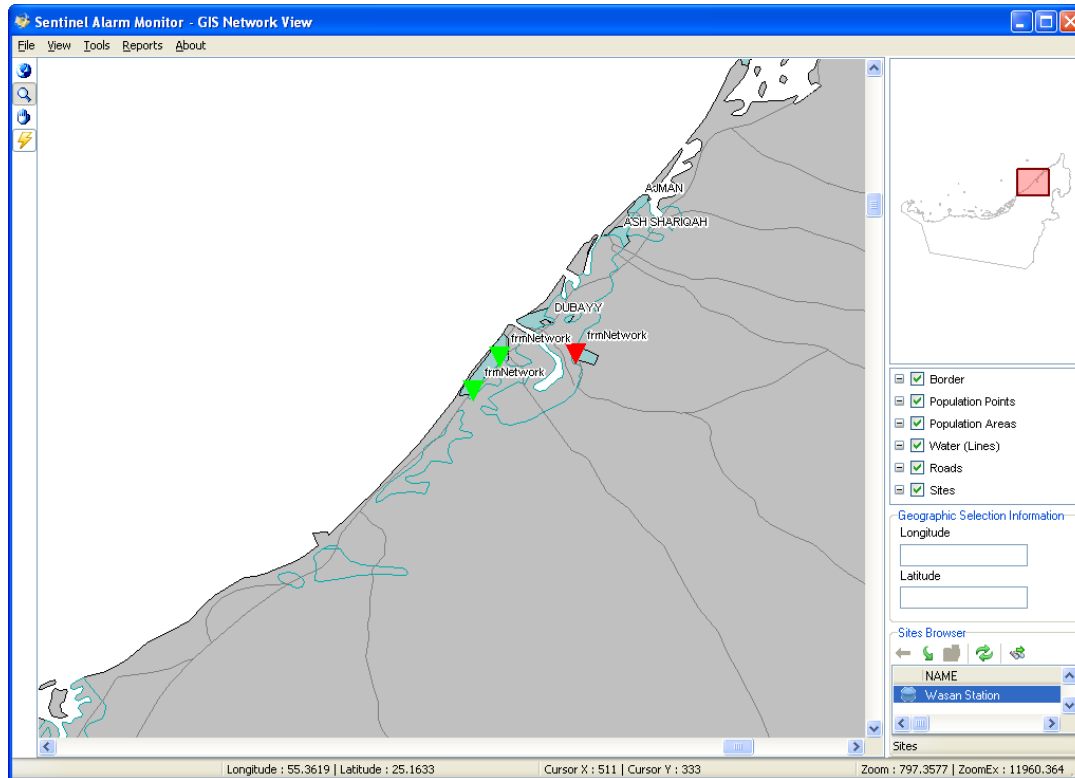 Sentinel Alarm Monitor - GIS Network View
File View Tools Reports About
AJMAN
ASH SHARIQAH
DUBAYY
frmNetwork
frmNetwork
frmNetwork
Border
Population Points
Population Areas
Water (Lines)
Roads
Sites
Geographic Selection Information
Longitude
Latitude
Sites Browser
NAME
Wasan Station
Sites
Longitude : 55.3619 | Latitude : 25.1633 Cursor X : 511 | Cursor Y : 333 Zoom : 797.3577 | ZoomEx : 11960.364